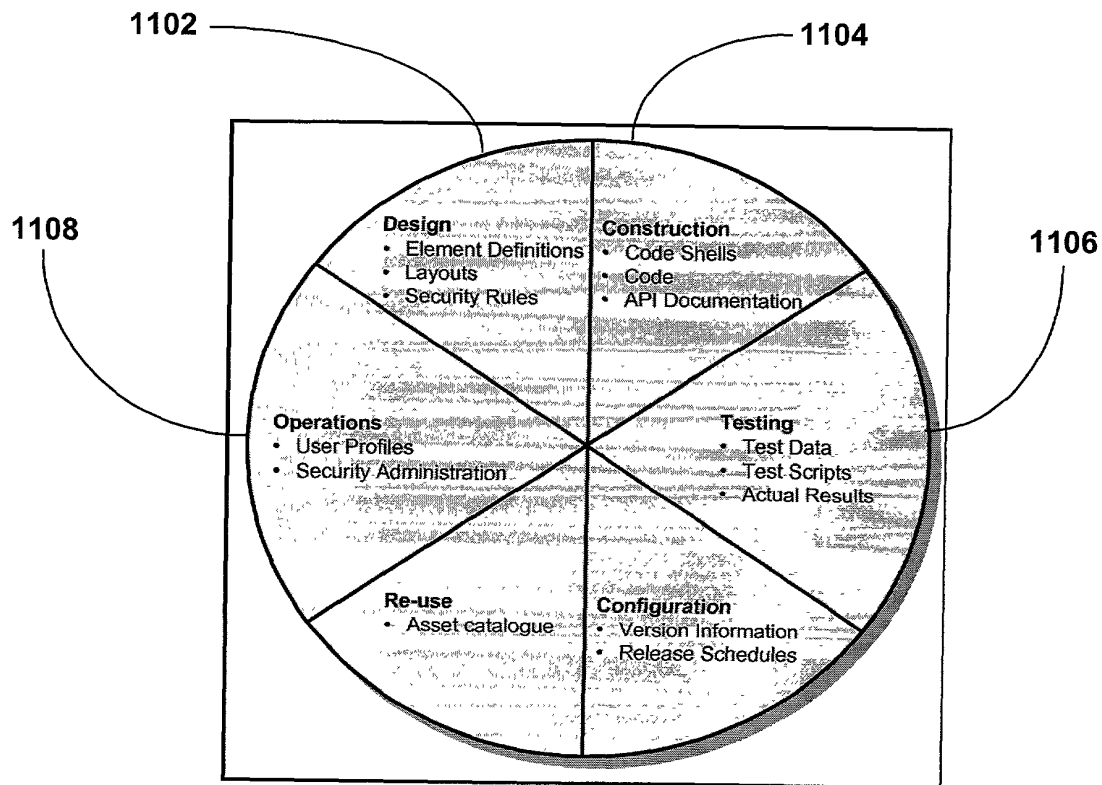 1102
1104
1108
1106
Design
• Element Definitions
• Layouts
• Security Rules
Construction
• Code Shells
• Code
• API Documentation
Operations
• User Profiles
• Security Administration
Testing
• Test Data
• Test Scripts
• Actual Results
Re-use
• Asset catalogue
Configuration
• Version Information
• Release Schedules